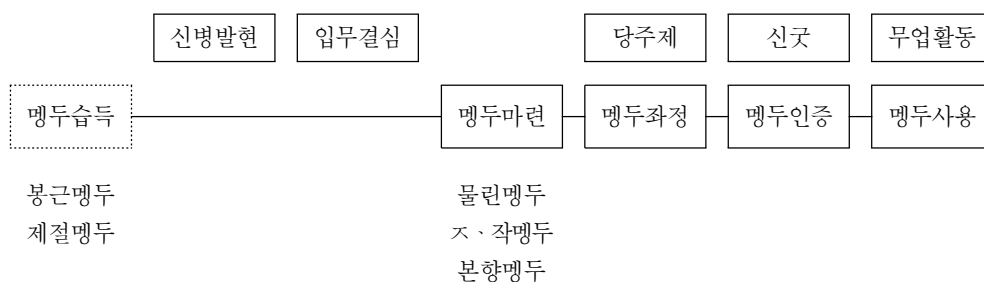 신병발현 입무결심 당주제 신굿 무업활동
멩두습득 멩두마련 멩두좌정 멩두인증 멩두사용
봉근멩두 물린멩두
제절멩두 ㅈㆍ작멩두
본향멩두